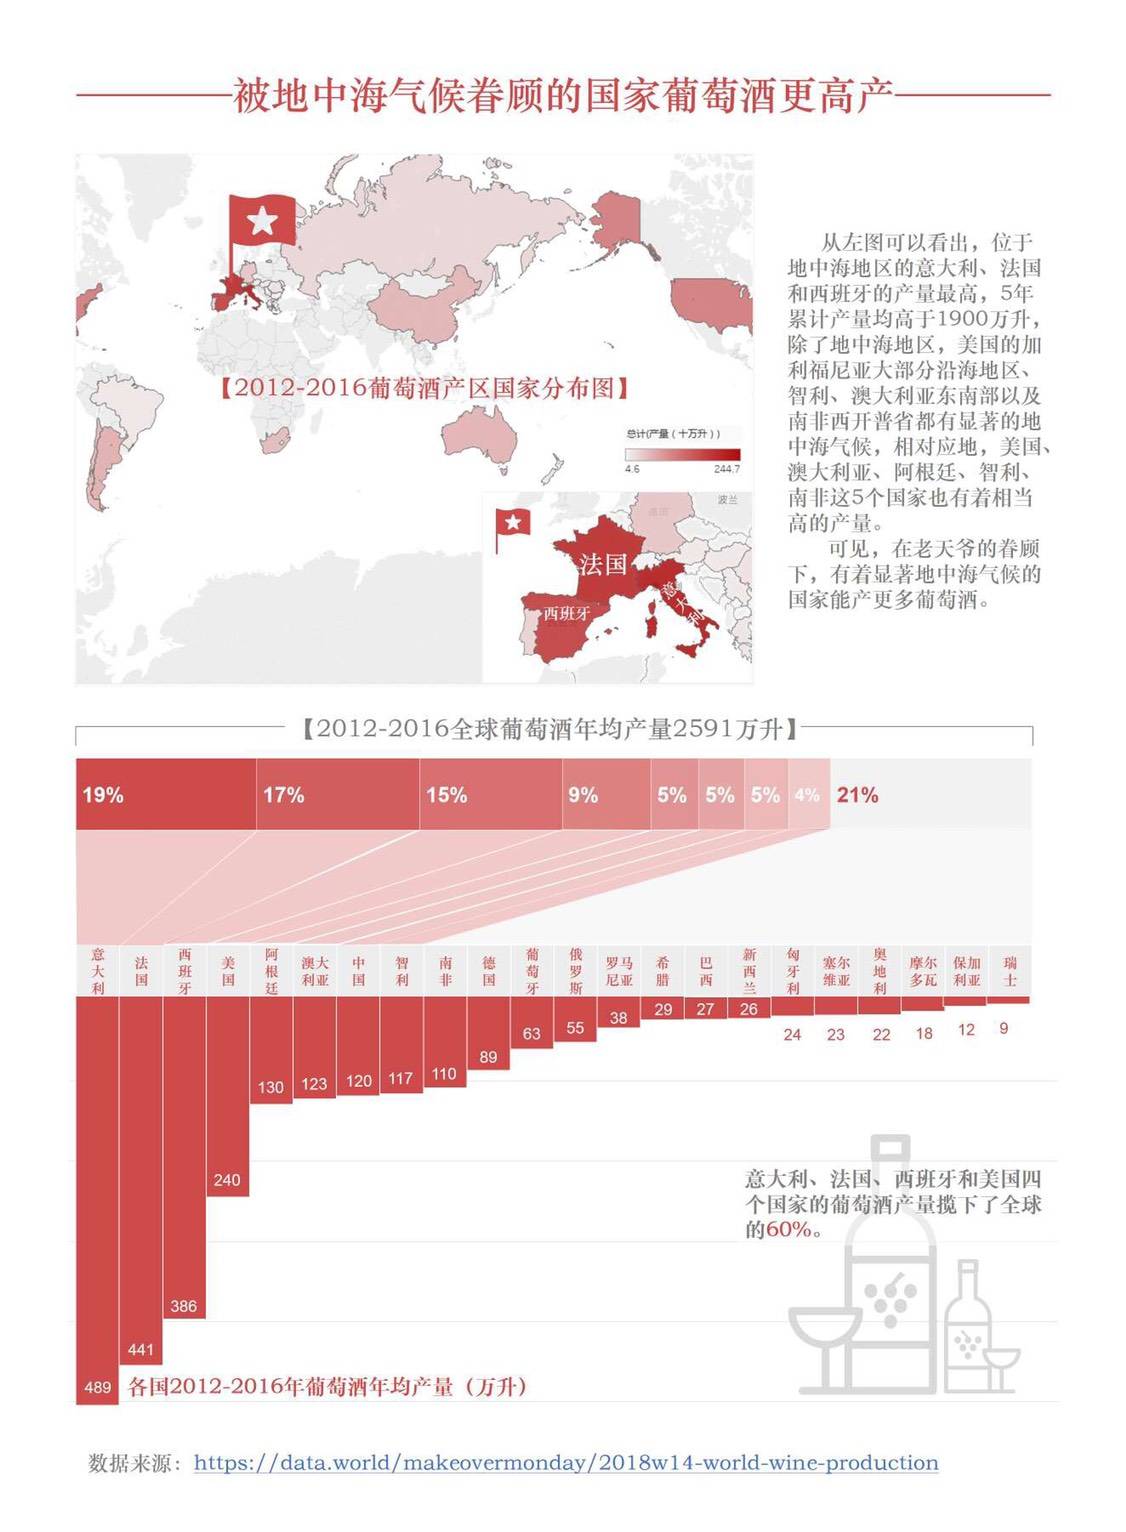 被地中海气候眷顾的国家葡萄酒更高产
【2012-2016葡萄酒产区国家分布图】
总计(产量（十万升）)
4.6 244.7
波兰
德国
法国
西班牙
意大利
从左图可以看出，位于
地中海地区的意大利、法国
和西班牙的产量最高，5年
累计产量均高于1900万升，
除了地中海地区，美国的加
利福尼亚大部分沿海地区、
智利、澳大利亚东南部以及
南非西开普省都有显著的地
中海气候，相对应地，美国、
澳大利亚、阿根廷、智利、
南非这5个国家也有着相当
高的产量。
可见，在老天爷的眷顾
下，有着显著地中海气候的
国家能产更多葡萄酒。
【2012-2016全球葡萄酒年均产量2591万升】
19% 17% 15% 9% 5% 5% 5% 4% 21%
意大利 法国 西班牙 美国 阿根廷 澳大利亚 中国 智利 南非 德国 葡萄牙 俄罗斯 罗马尼亚 希腊 巴西 新西兰 匈牙利 塞尔维亚 奥地利 摩尔多瓦 保加利亚 瑞士
489 441 386 240 130 123 120 117 110 89 63 55 38 29 27 26 24 23 22 18 12 9
意大利、法国、西班牙和美国四
个国家的葡萄酒产量揽下了全球
的60%。
各国2012-2016年葡萄酒年均产量（万升）
数据来源：https://data.world/makeovermonday/2018w14-world-wine-production